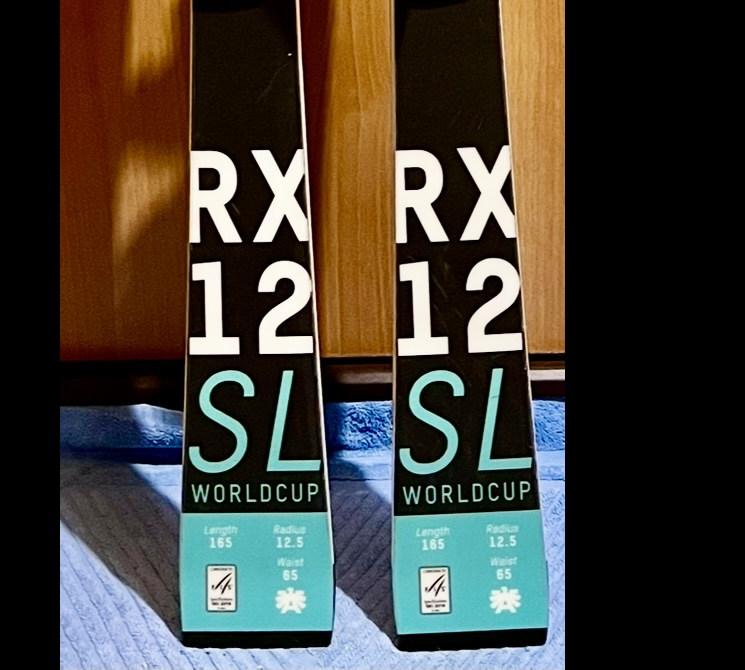 RX
12
SL
WORLDCUP
Length
165
Radius
12.5
Waist
65
RX
12
SL
WORLDCUP
Length
165
Radius
12.5
Waist
65